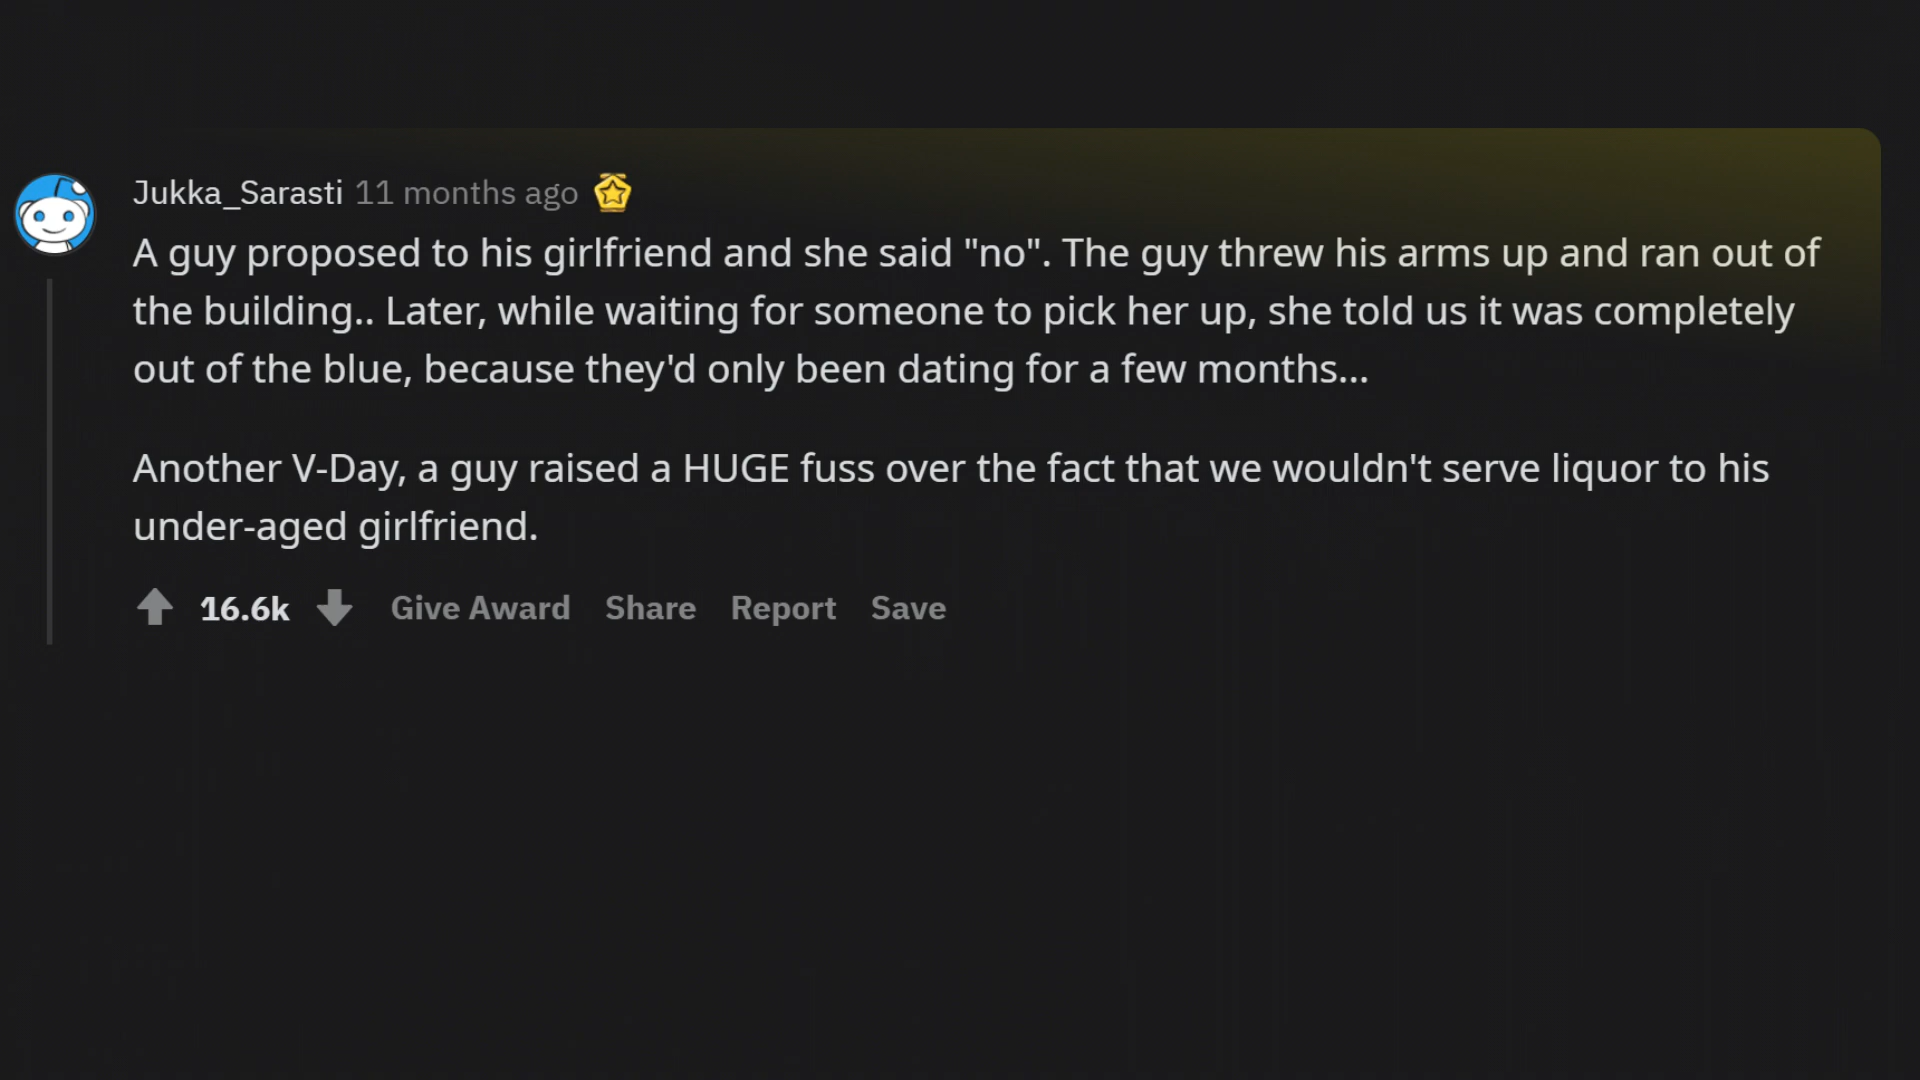 Jukka_Sarasti 11 months ago
A guy proposed to his girlfriend and she said "no". The guy threw his arms up and ran out of
the building.. Later, while waiting for someone to pick her up, she told us it was completely
out of the blue, because they'd only been dating for a few months...
Another V-Day, a guy raised a HUGE fuss over the fact that we wouldn't serve liquor to his
under-aged girlfriend.
16.6k Give Award Share Report Save